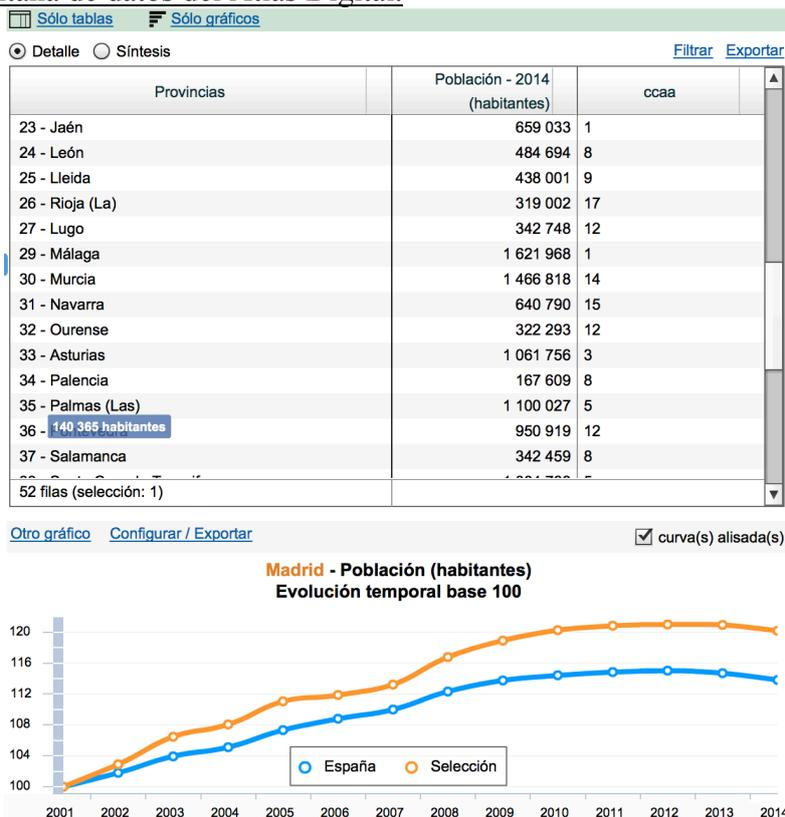 Sólo tablas Sólo gráficos
Detalle Síntesis Filtrar Exportar
Provincias Población - 2014 (habitantes) ccaa
23 - Jaén 659 033 1
24 - León 484 694 8
25 - Lleida 438 001 9
26 - Rioja (La) 319 002 17
27 - Lugo 342 748 12
29 - Málaga 1 621 968 1
30 - Murcia 1 466 818 14
31 - Navarra 640 790 15
32 - Ourense 322 293 12
33 - Asturias 1 061 756 3
34 - Palencia 167 609 8
35 - Palmas (Las) 1 100 027 5
140 365 habitantes
36 - Pontevedra 950 919 12
37 - Salamanca 342 459 8
52 filas (selección: 1)
Otro gráfico Configurar / Exportar curva(s) alisada(s)
Madrid - Población (habitantes)
Evolución temporal base 100
120
116
112
108
104
100
España Selección
2001 2002 2003 2004 2005 2006 2007 2008 2009 2010 2011 2012 2013 2014